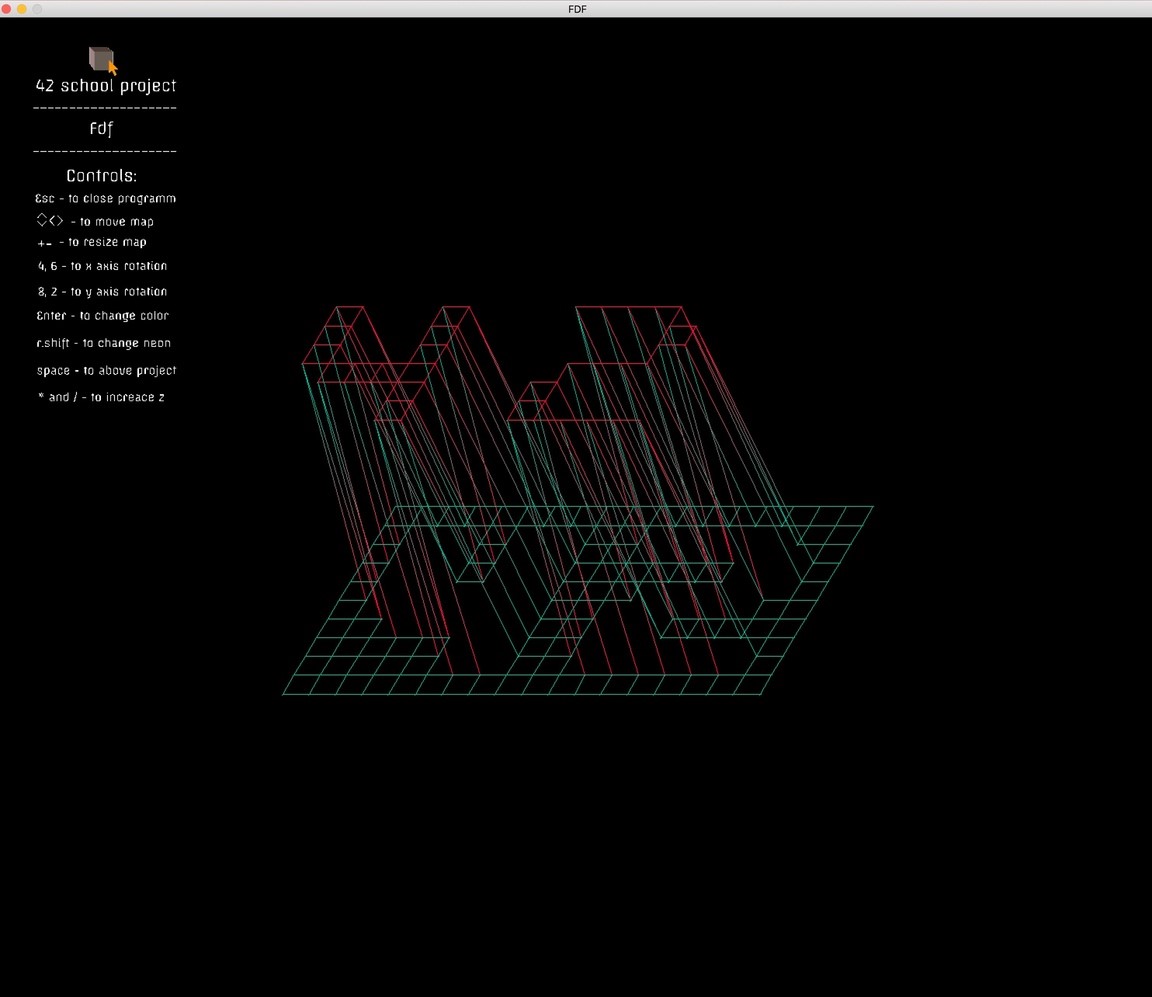 FDF
42 school project
--------------------
Fdf
--------------------
Controls:
Esc - to close programm
- to move map
+- - to resize map
4, 6 - to x axis rotation
8, 2 - to y axis rotation
Enter - to change color
r.shift - to change neon
space - to above project
* and / - to increace z